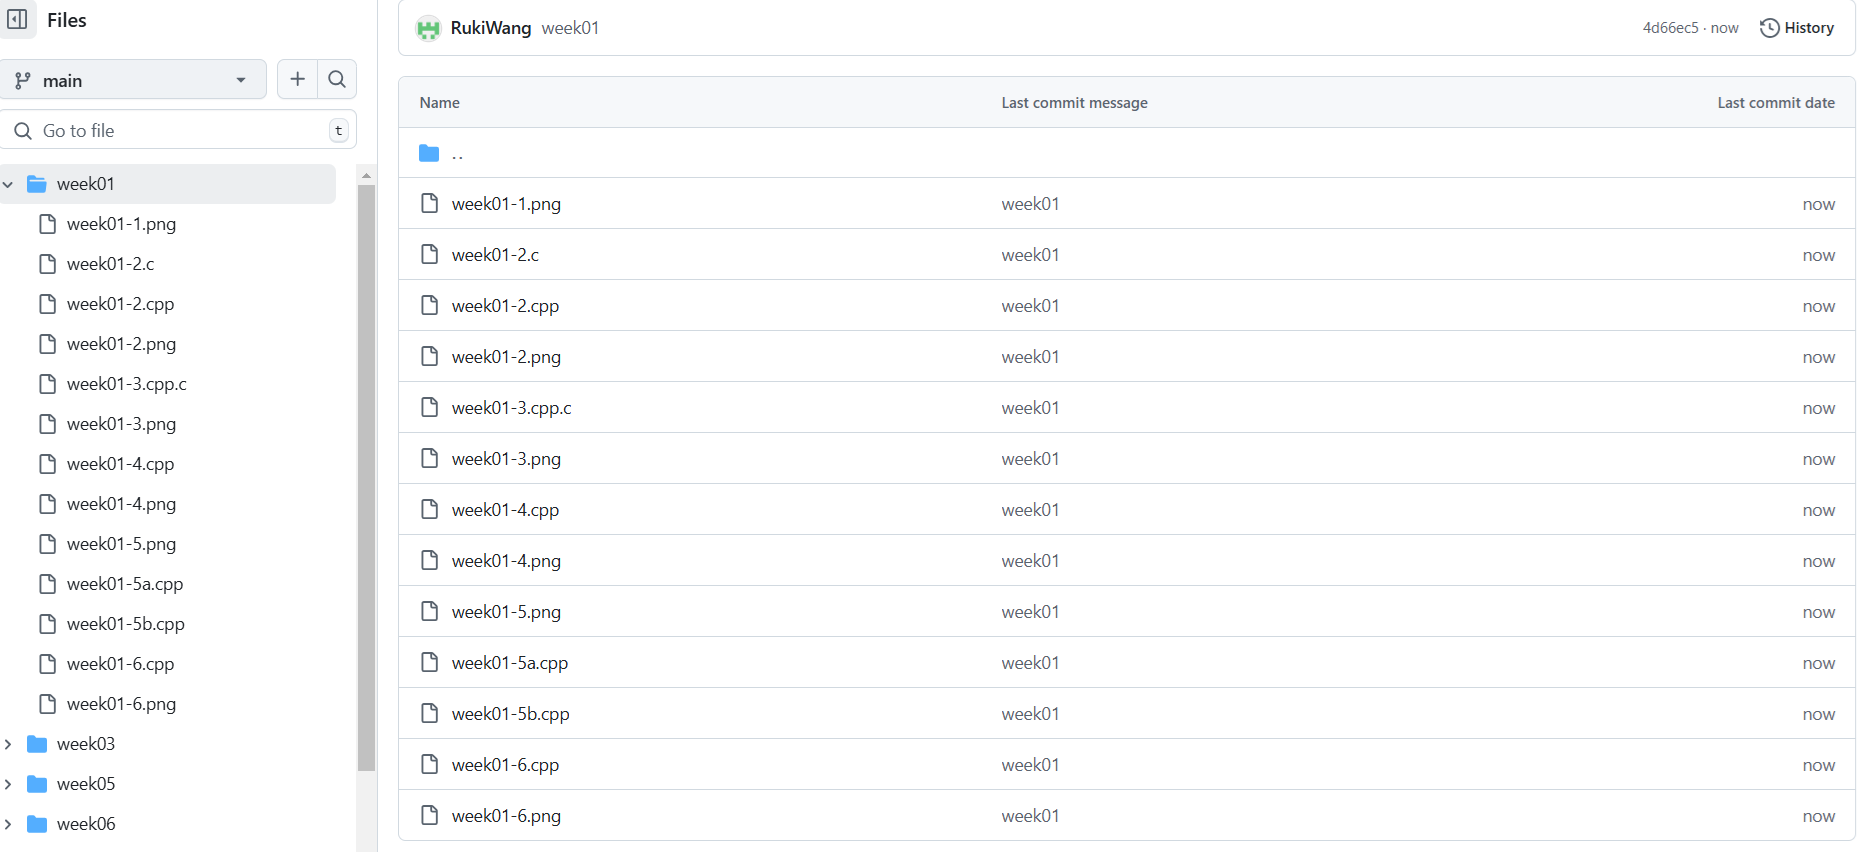 Files
main
Go to file
t
week01
week01-1.png
week01-2.c
week01-2.cpp
week01-2.png
week01-3.cpp.c
week01-3.png
week01-4.cpp
week01-4.png
week01-5.png
week01-5a.cpp
week01-5b.cpp
week01-6.cpp
week01-6.png
week03
week05
week06
RukiWang week01 4d66ec5 · now History
Name Last commit message Last commit date
..
week01-1.png week01 now
week01-2.c week01 now
week01-2.cpp week01 now
week01-2.png week01 now
week01-3.cpp.c week01 now
week01-3.png week01 now
week01-4.cpp week01 now
week01-4.png week01 now
week01-5.png week01 now
week01-5a.cpp week01 now
week01-5b.cpp week01 now
week01-6.cpp week01 now
week01-6.png week01 now